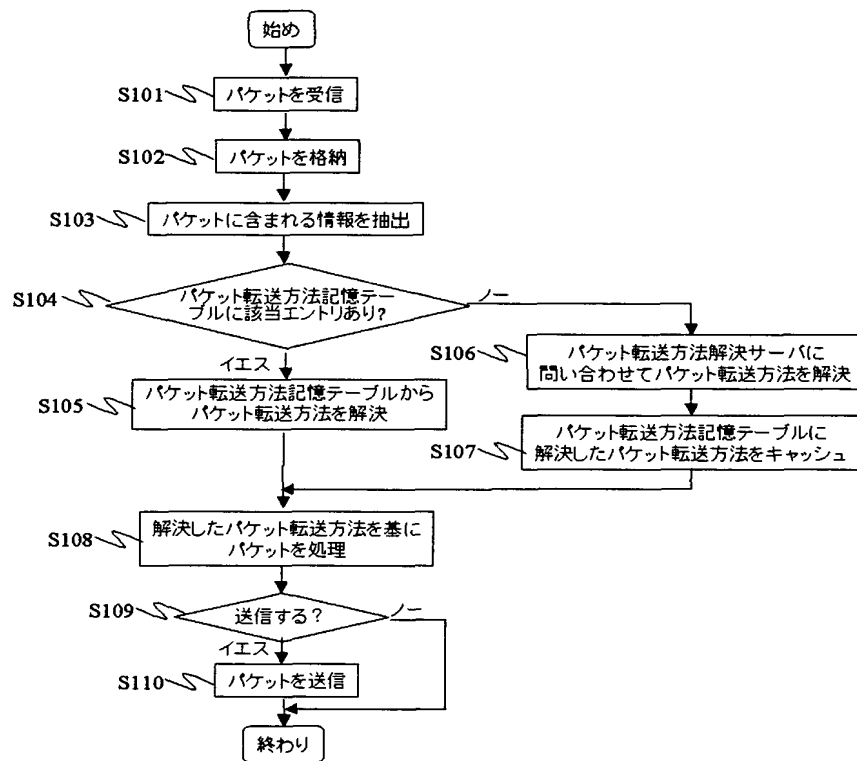 始め
S101
パケットを受信
S102
パケットを格納
S103
パケットに含まれる情報を抽出
S104
パケット転送方法記憶テー
ブルに該当エントリあり?
ノー
イエス
S106
パケット転送方法解決サーバに
問い合わせてパケット転送方法を解決
S105
パケット転送方法記憶テーブルから
パケット転送方法を解決
S107
パケット転送方法記憶テーブルに
解決したパケット転送方法をキャッシュ
S108
解決したパケット転送方法を基に
パケットを処理
S109
送信する?
ノー
イエス
S110
パケットを送信
終わり